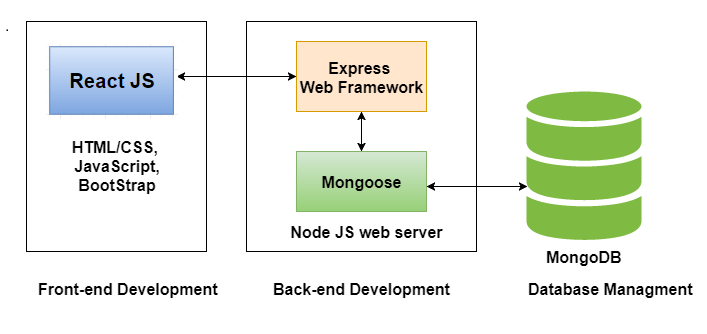 React JS
HTML/CSS,
JavaScript,
BootStrap
Front-end Development
Express
Web Framework
Mongoose
Node JS web server
Back-end Development
MongoDB
Database Managment